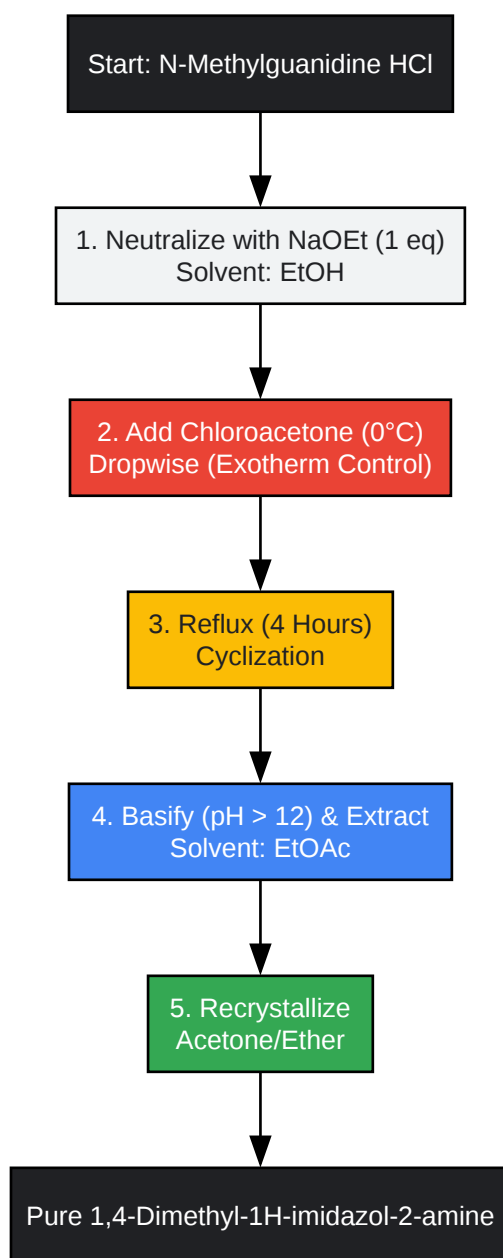 Start: N-Methylguanidine HCl
1. Neutralize with NaOEt (1 eq)
Solvent: EtOH
2. Add Chloroacetone (0°C)
Dropwise (Exotherm Control)
3. Reflux (4 Hours)
Cyclization
4. Basify (pH > 12) & Extract
Solvent: EtOAc
5. Recrystallize
Acetone/Ether
Pure 1,4-Dimethyl-1H-imidazol-2-amine